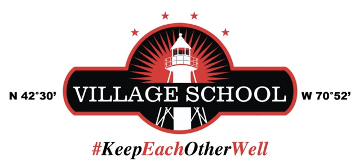 N 42°30' VILLAGE SCHOOL W 70°52'
#KeepEachOtherWell